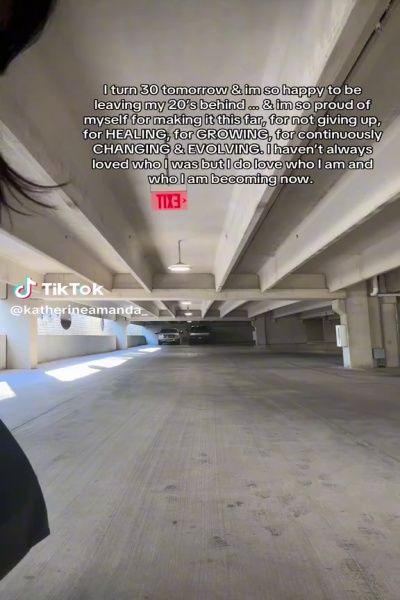 I turn 30 tomorrow & im so happy to be
leaving my 20's behind ... & im so proud of
myself for making it this far, for not giving up,
for HEALING, for GROWING, for continuously
CHANGING & EVOLVING. I haven't always
loved who I was but I do love who I am and
who I am becoming now.
EXIT
TikTok
@katherineamanda_